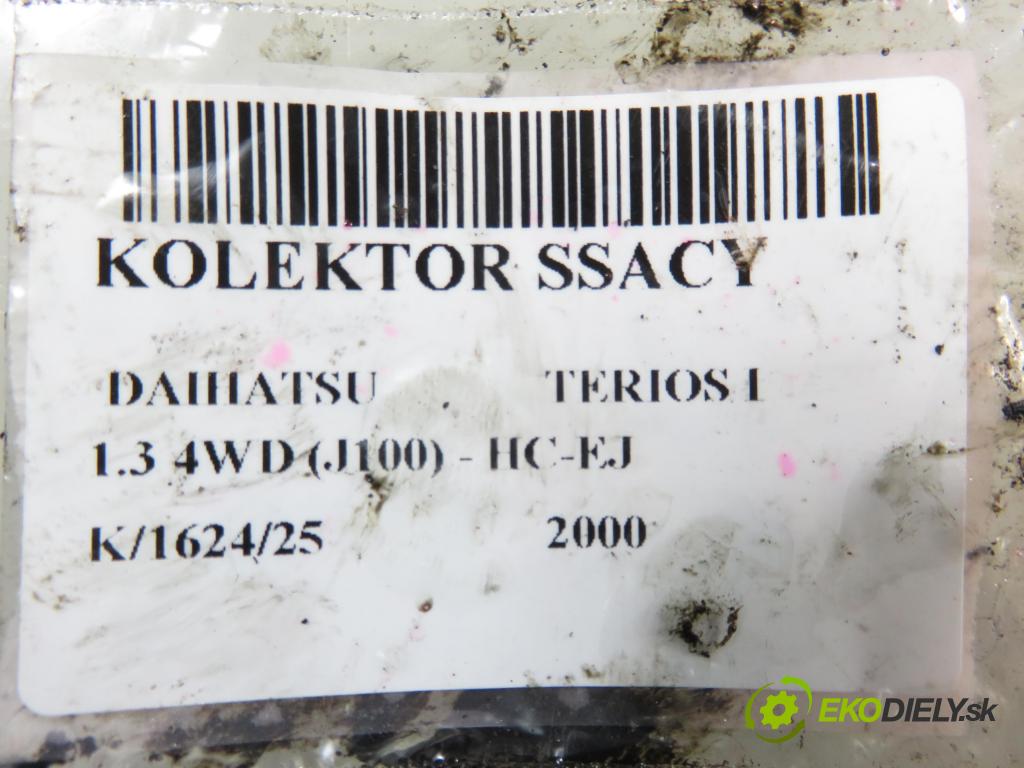 KOLEKTOR SSACY
DAIHATSU TERIOS I
1.3 4WD (J100) - HC-EJ
K/1624/25 2000
EKODIELY.sk